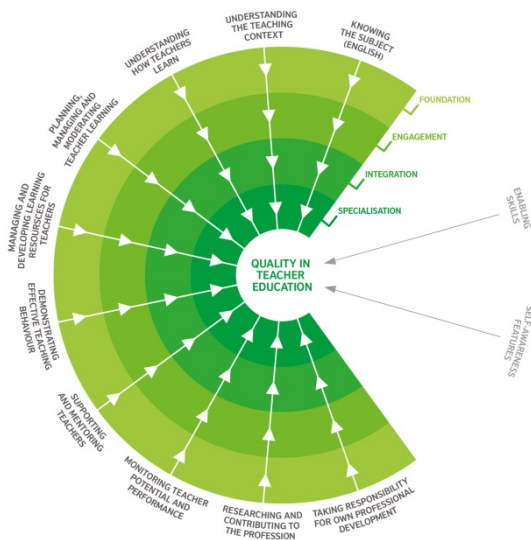 KNOWING
THE SUBJECT
(ENGLISH)
UNDERSTANDING
THE TEACHING
CONTEXT
UNDERSTANDING
HOW TEACHERS
LEARN
PLANNING,
MANAGING AND
MODERATING
TEACHER LEARNING
MANAGING AND
DEVELOPING LEARNING
RESOURSCES FOR
TEACHERS
DEMONSTRATING
EFFECTIVE TEACHING
BEHAVIOUR
SUPPORTING
AND MENTORING
TEACHERS
MONITORING TEACHER
POTENTIAL AND
PERFORMANCE
RESEARCHING AND
CONTRIBUTING TO
THE PROFESSION
TAKING RESPONSIBILITY
FOR OWN PROFESSIONAL
DEVELOPMENT
FOUNDATION
ENGAGEMENT
INTEGRATION
SPECIALISATION
QUALITY IN
TEACHER
EDUCATION
ENABLING
SKILLS
SELF-AWARENESS
FEATURES